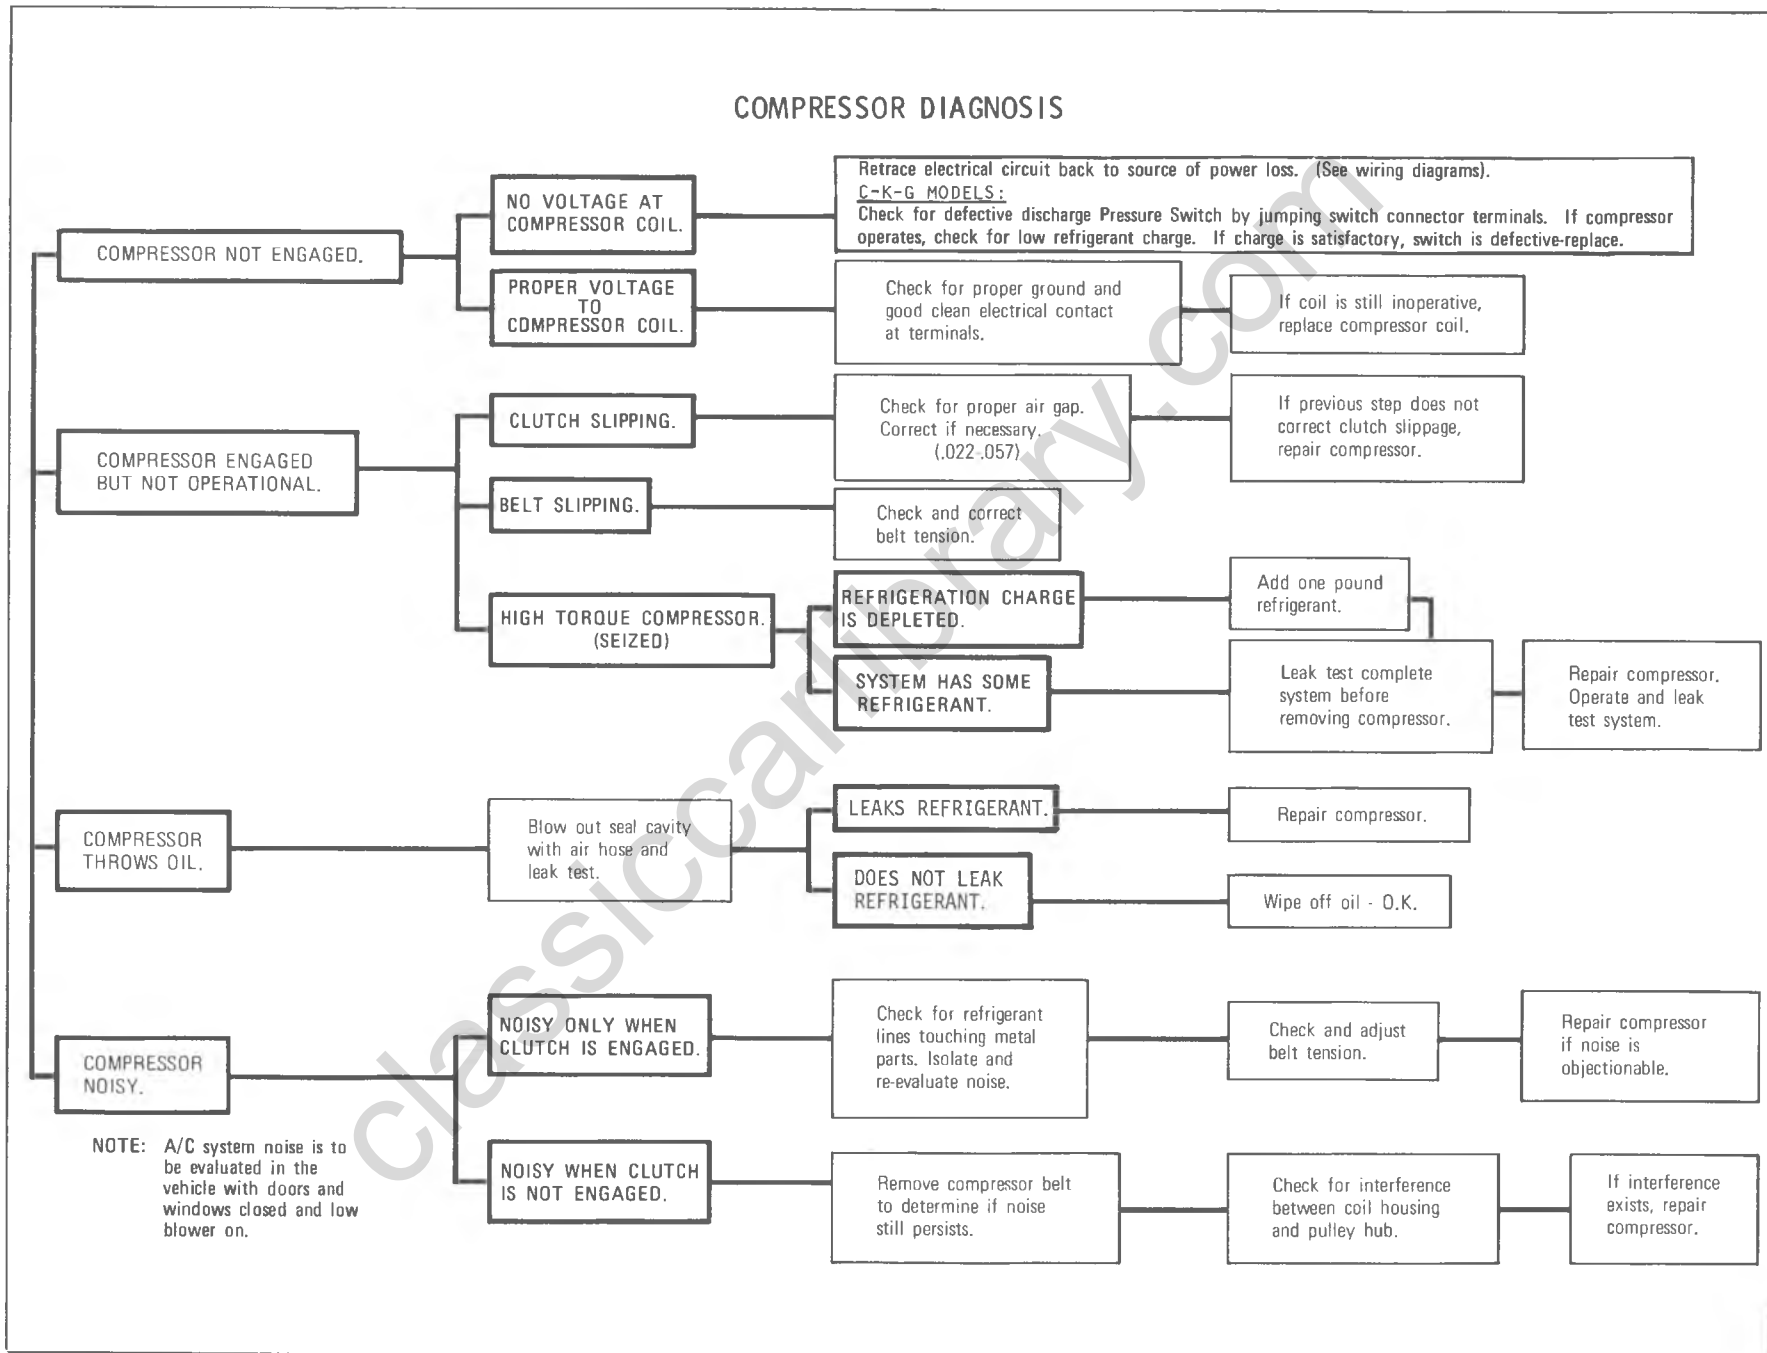 COMPRESSOR DIAGNOSIS
COMPRESSOR NOT ENGAGED.
NO VOLTAGE AT
COMPRESSOR COIL.
Retrace electrical circuit back to source of power loss. (See wiring diagrams).
C-K-G MODELS:
Check for defective discharge Pressure Switch by jumping switch connector terminals. If compressor
operates, check for low refrigerant charge. If charge is satisfactory, switch is defective-replace.
PROPER VOLTAGE
TO
COMPRESSOR COIL.
Check for proper ground and
good clean electrical contact
at terminals.
If coil is still inoperative,
replace compressor coil.
COMPRESSOR ENGAGED
BUT NOT OPERATIONAL.
CLUTCH SLIPPING.
Check for proper air gap.
Correct if necessary.
(.022-.057)
If previous step does not
correct clutch slippage,
repair compressor.
BELT SLIPPING.
Check and correct
belt tension.
HIGH TORQUE COMPRESSOR.
(SEIZED)
REFRIGERATION CHARGE
IS DEPLETED.
Add one pound
refrigerant.
SYSTEM HAS SOME
REFRIGERANT.
Leak test complete
system before
removing compressor.
Repair compressor.
Operate and leak
test system.
COMPRESSOR
THROWS OIL.
Blow out seal cavity
with air hose and
leak test.
LEAKS REFRIGERANT.
Repair compressor.
DOES NOT LEAK
REFRIGERANT.
Wipe off oil - O.K.
COMPRESSOR
NOISY.
NOISY ONLY WHEN
CLUTCH IS ENGAGED.
Check for refrigerant
lines touching metal
parts. Isolate and
re-evaluate noise.
Check and adjust
belt tension.
Repair compressor
if noise is
objectionable.
NOISY WHEN CLUTCH
IS NOT ENGAGED.
Remove compressor belt
to determine if noise
still persists.
Check for interference
between coil housing
and pulley hub.
If interference
exists, repair
compressor.
NOTE: A/C system noise is to
be evaluated in the
vehicle with doors and
windows closed and low
blower on.
classiccarlibrary.com